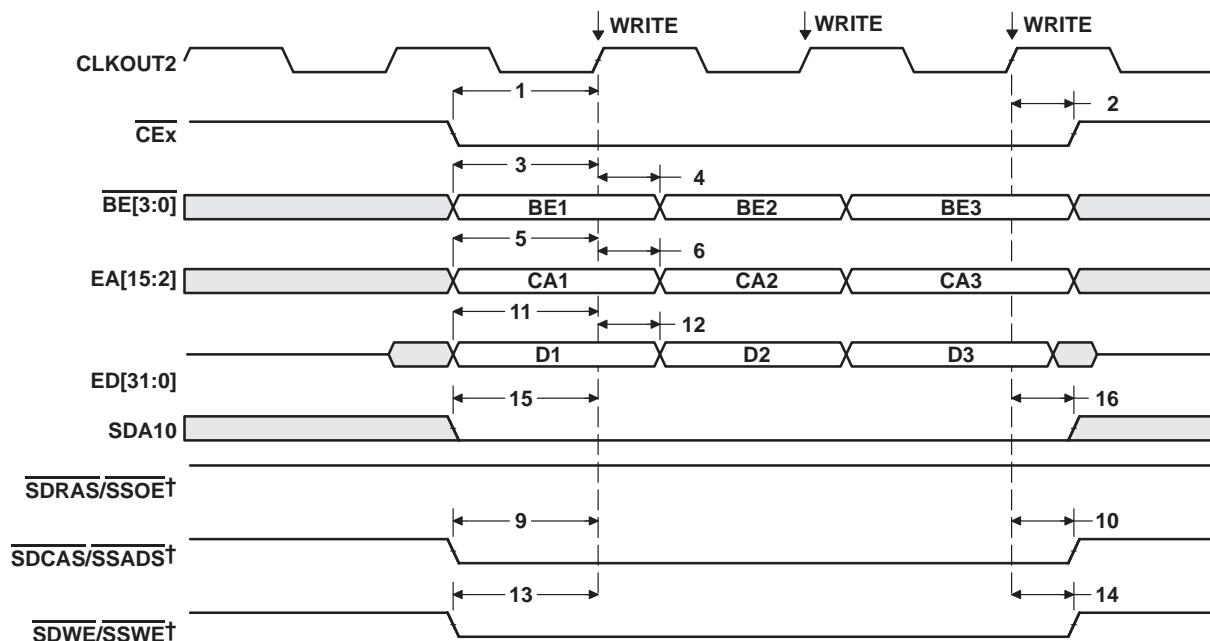 WRITE WRITE WRITE
CLKOUT2
1 2
CEx
3 4
BE[3:0] BE1 BE2 BE3
5 6
EA[15:2] CA1 CA2 CA3
11 12
D1 D2 D3
ED[31:0]
15 16
SDA10
SDRAS/SSOE†
9 10
SDCAS/SSADS†
13 14
SDWE/SSWE†